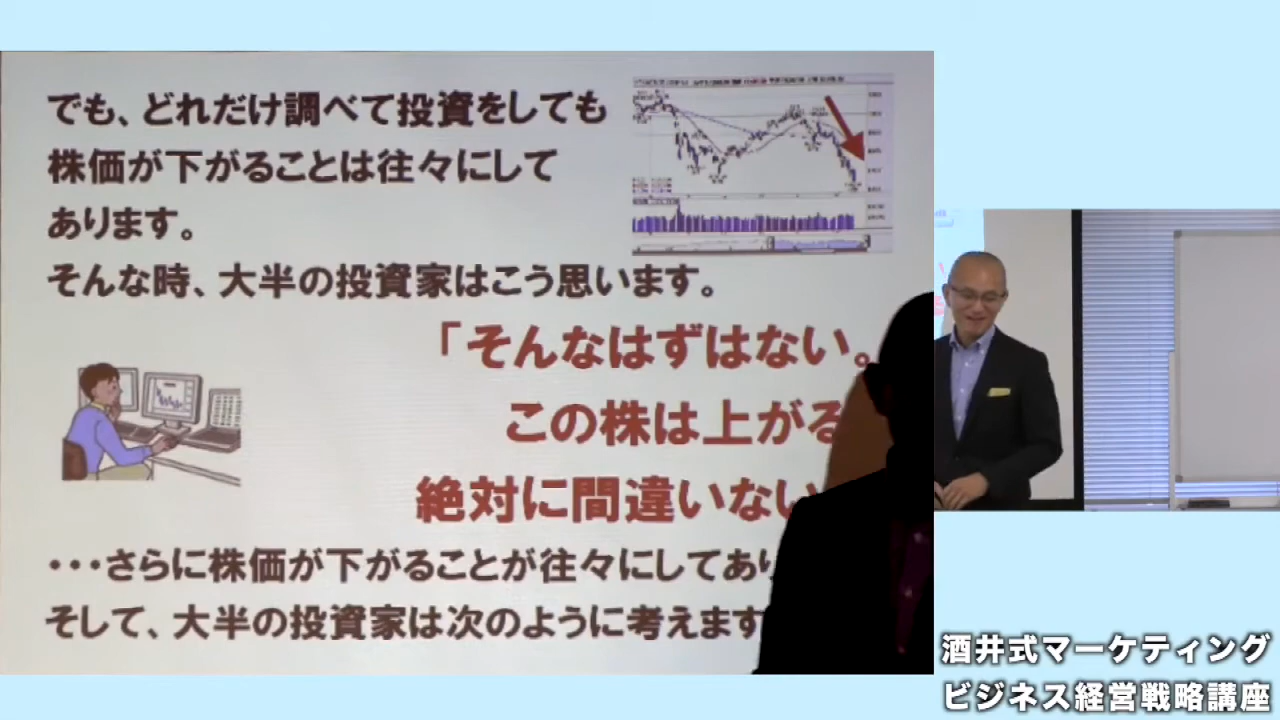 でも、どれだけ調べて投資をしても
株価が下がることは往々にして
あります。
そんな時、大半の投資家はこう思います。
「そんなはずはない。
この株は上がる
絶対に間違いない
・・・さらに株価が下がることが往々にしてあり
そして、大半の投資家は次のように考えます
酒井式マーケティング
ビジネス経営戦略講座